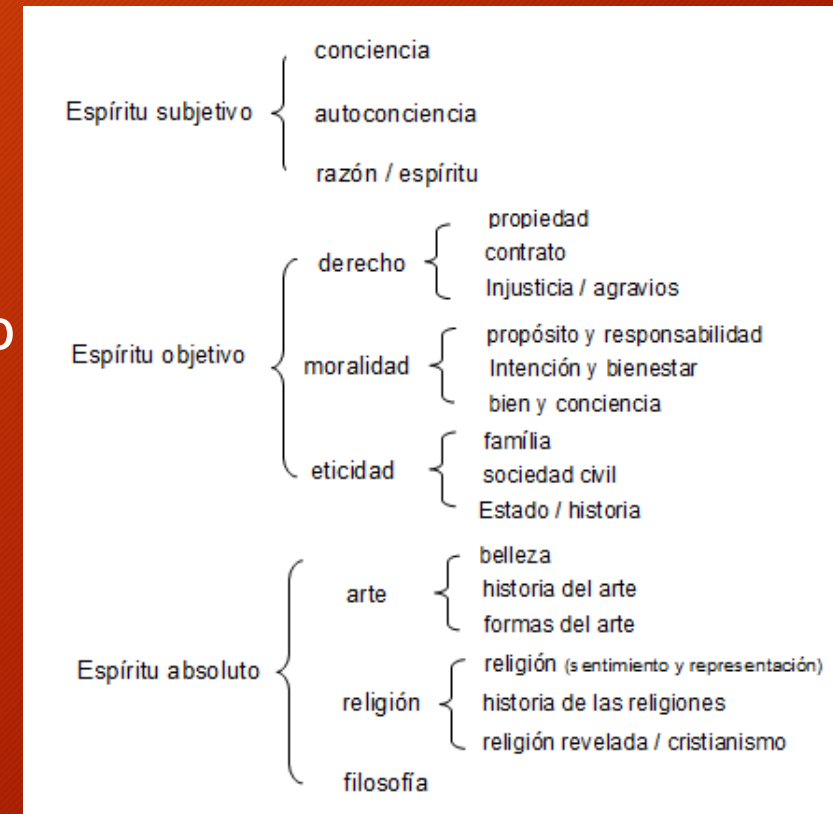 conciencia
Espíritu subjetivo
autoconciencia
razón / espíritu
propiedad
derecho
contrato
Injusticia / agravios
o
Espíritu objetivo
moralidad
propósito y responsabilidad
Intención y bienestar
bien y conciencia
eticidad
família
sociedad civil
Estado / historia
Espíritu absoluto
arte
belleza
historia del arte
formas del arte
religión
religión (sentimiento y representación)
historia de las religiones
religión revelada / cristianismo
filosofía